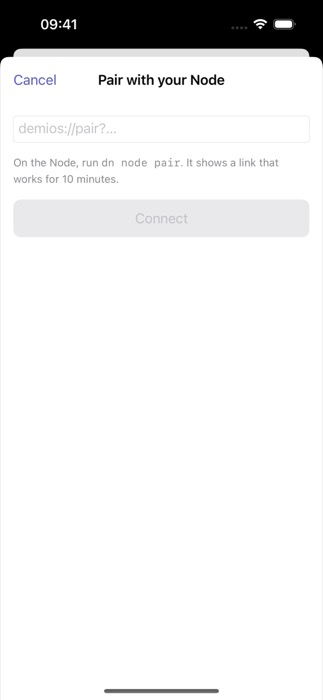 09:41
Cancel
Pair with your Node
demios://pair?...
On the Node, run dn node pair. It shows a link that
works for 10 minutes.
Connect